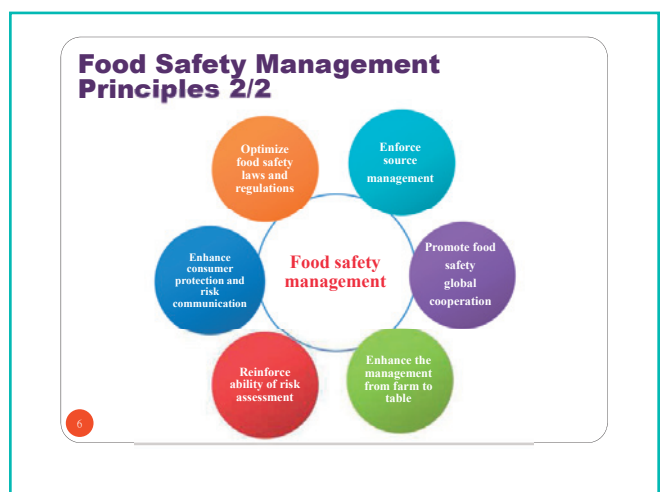 Food Safety Management
Principles 2/2
Optimize
food safety
laws and
regulations
Enforce
source
management
Enhance
consumer
protection and
risk
communication
Food safety
management
Promote food
safety
global
cooperation
Reinforce
ability of risk
assessment
Enhance the
management
from farm to
table
6